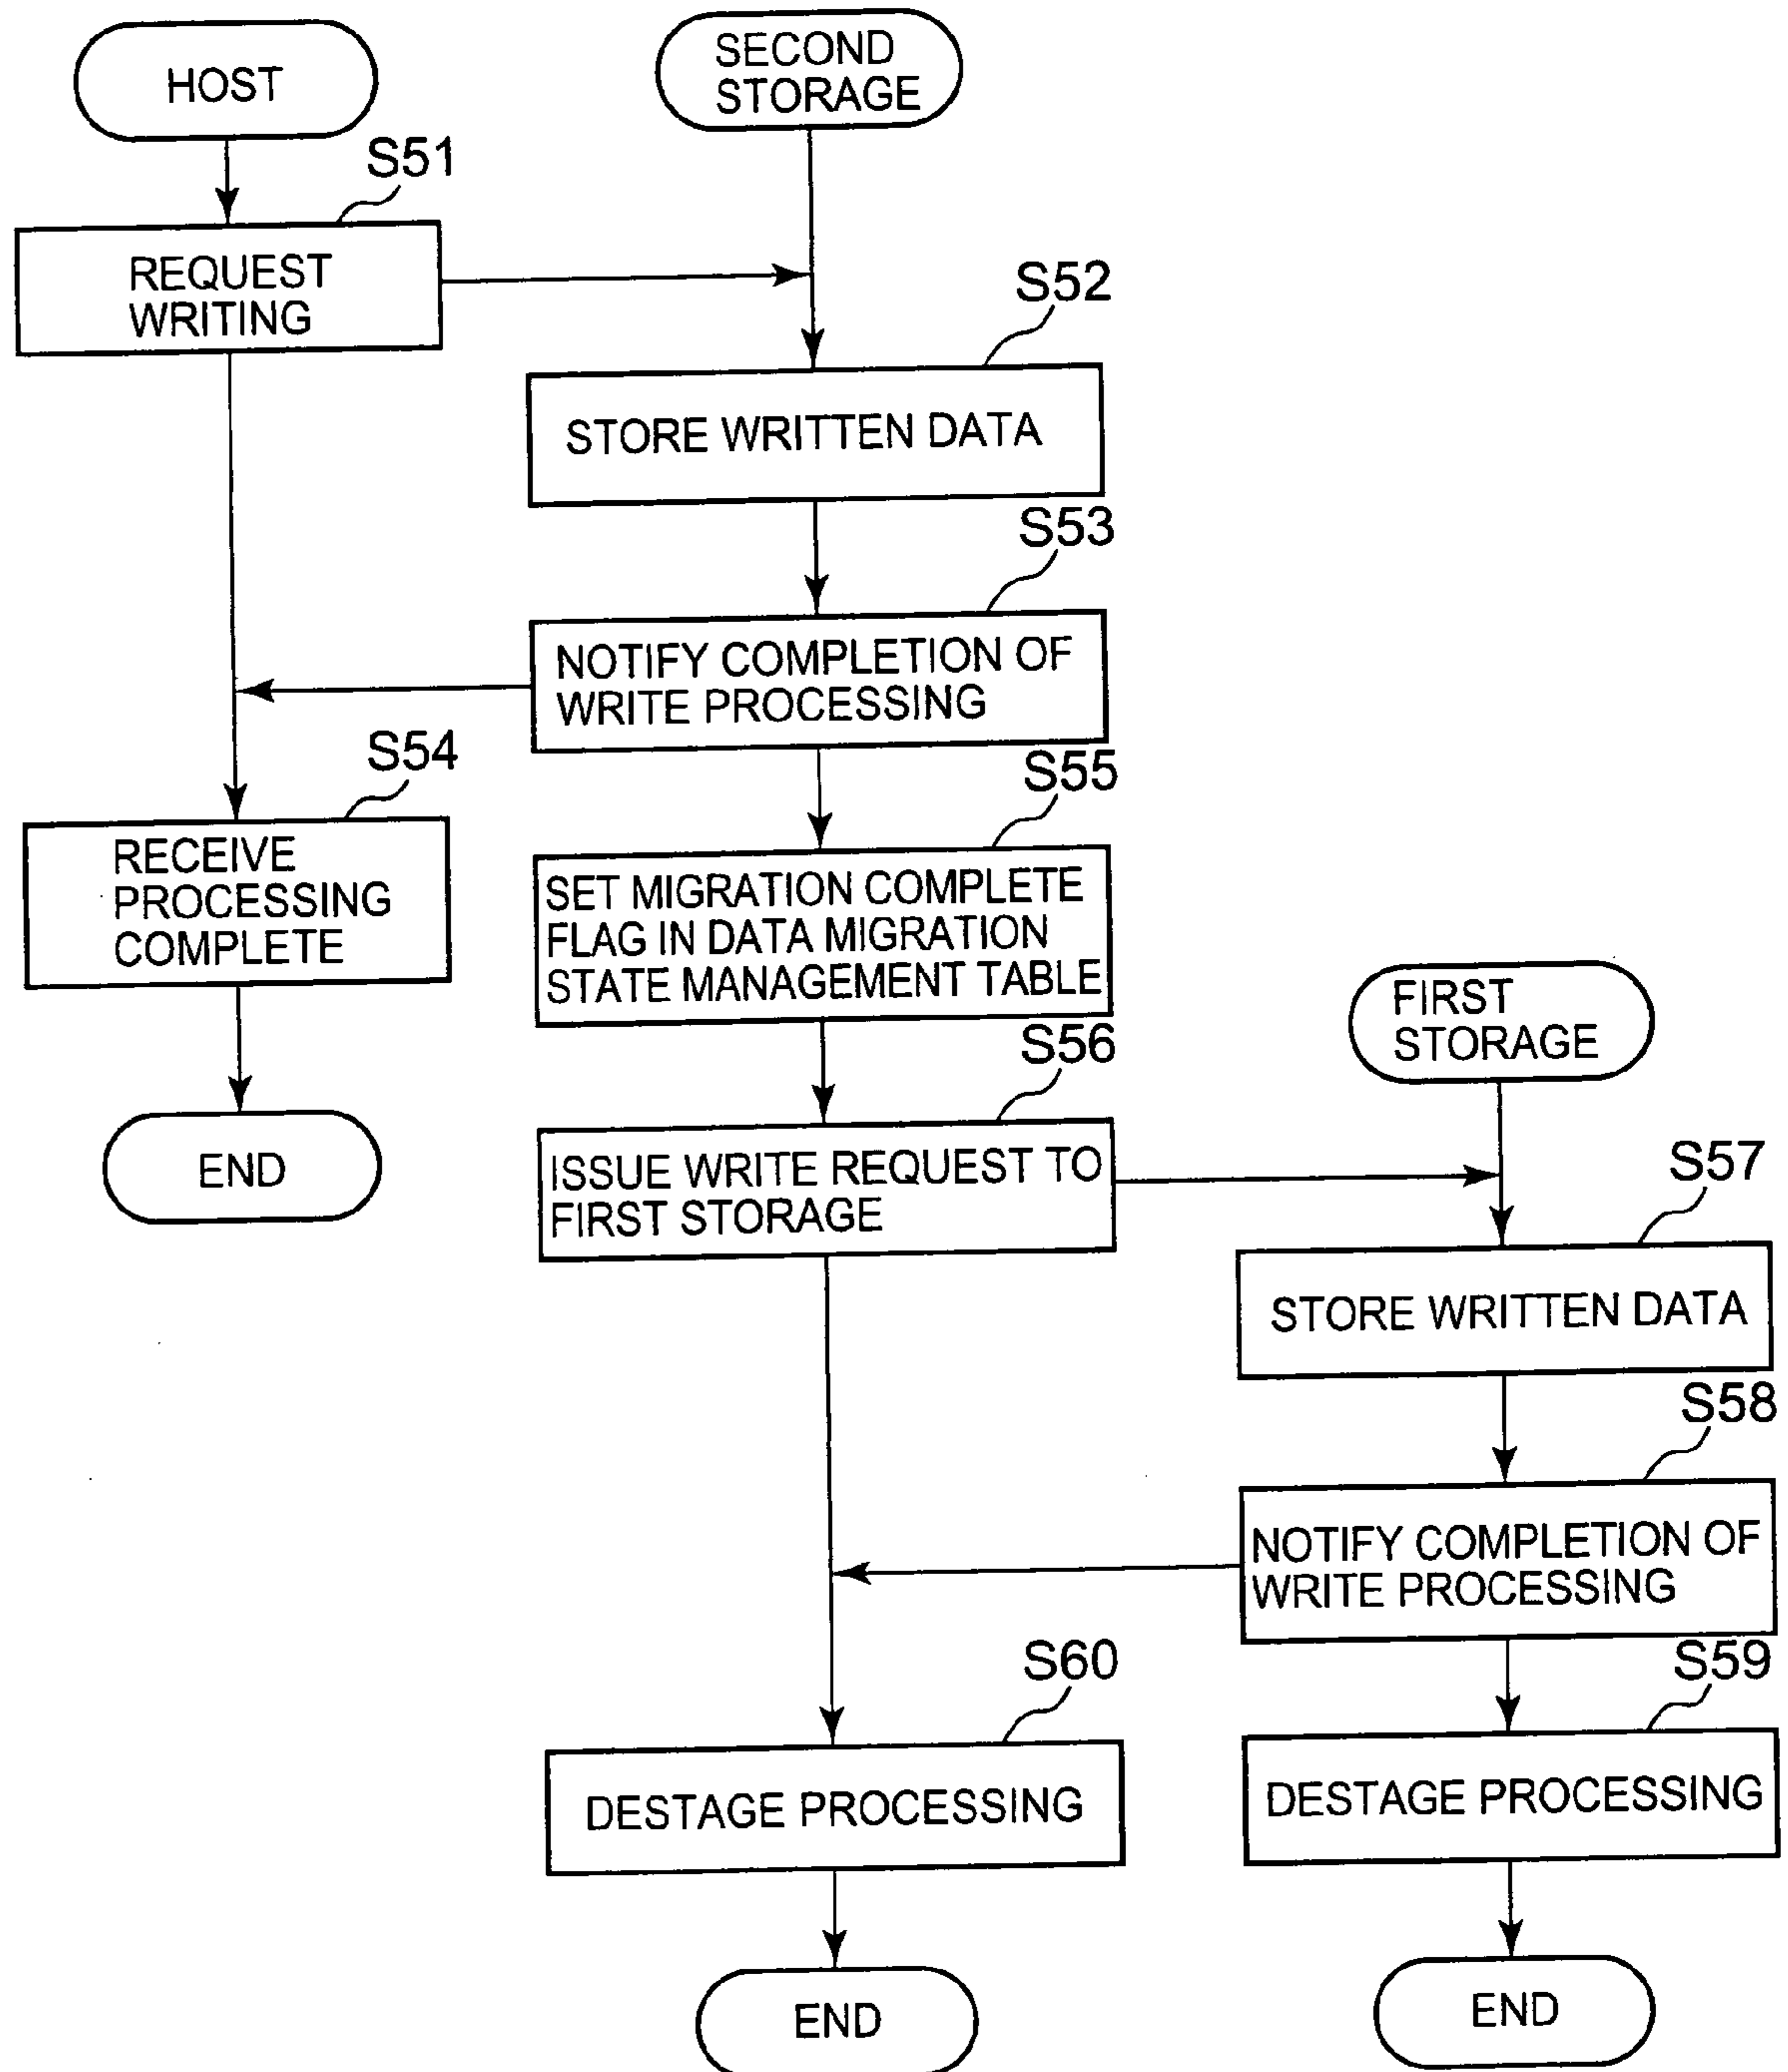 HOST
SECOND
STORAGE
S51
REQUEST
WRITING
S52
STORE WRITTEN DATA
S53
NOTIFY COMPLETION OF
WRITE PROCESSING
S54
RECEIVE
PROCESSING
COMPLETE
S55
SET MIGRATION COMPLETE
FLAG IN DATA MIGRATION
STATE MANAGEMENT TABLE
FIRST
STORAGE
S56
ISSUE WRITE REQUEST TO
FIRST STORAGE
END
S57
STORE WRITTEN DATA
S58
NOTIFY COMPLETION OF
WRITE PROCESSING
S60
DESTAGE PROCESSING
S59
DESTAGE PROCESSING
END
END